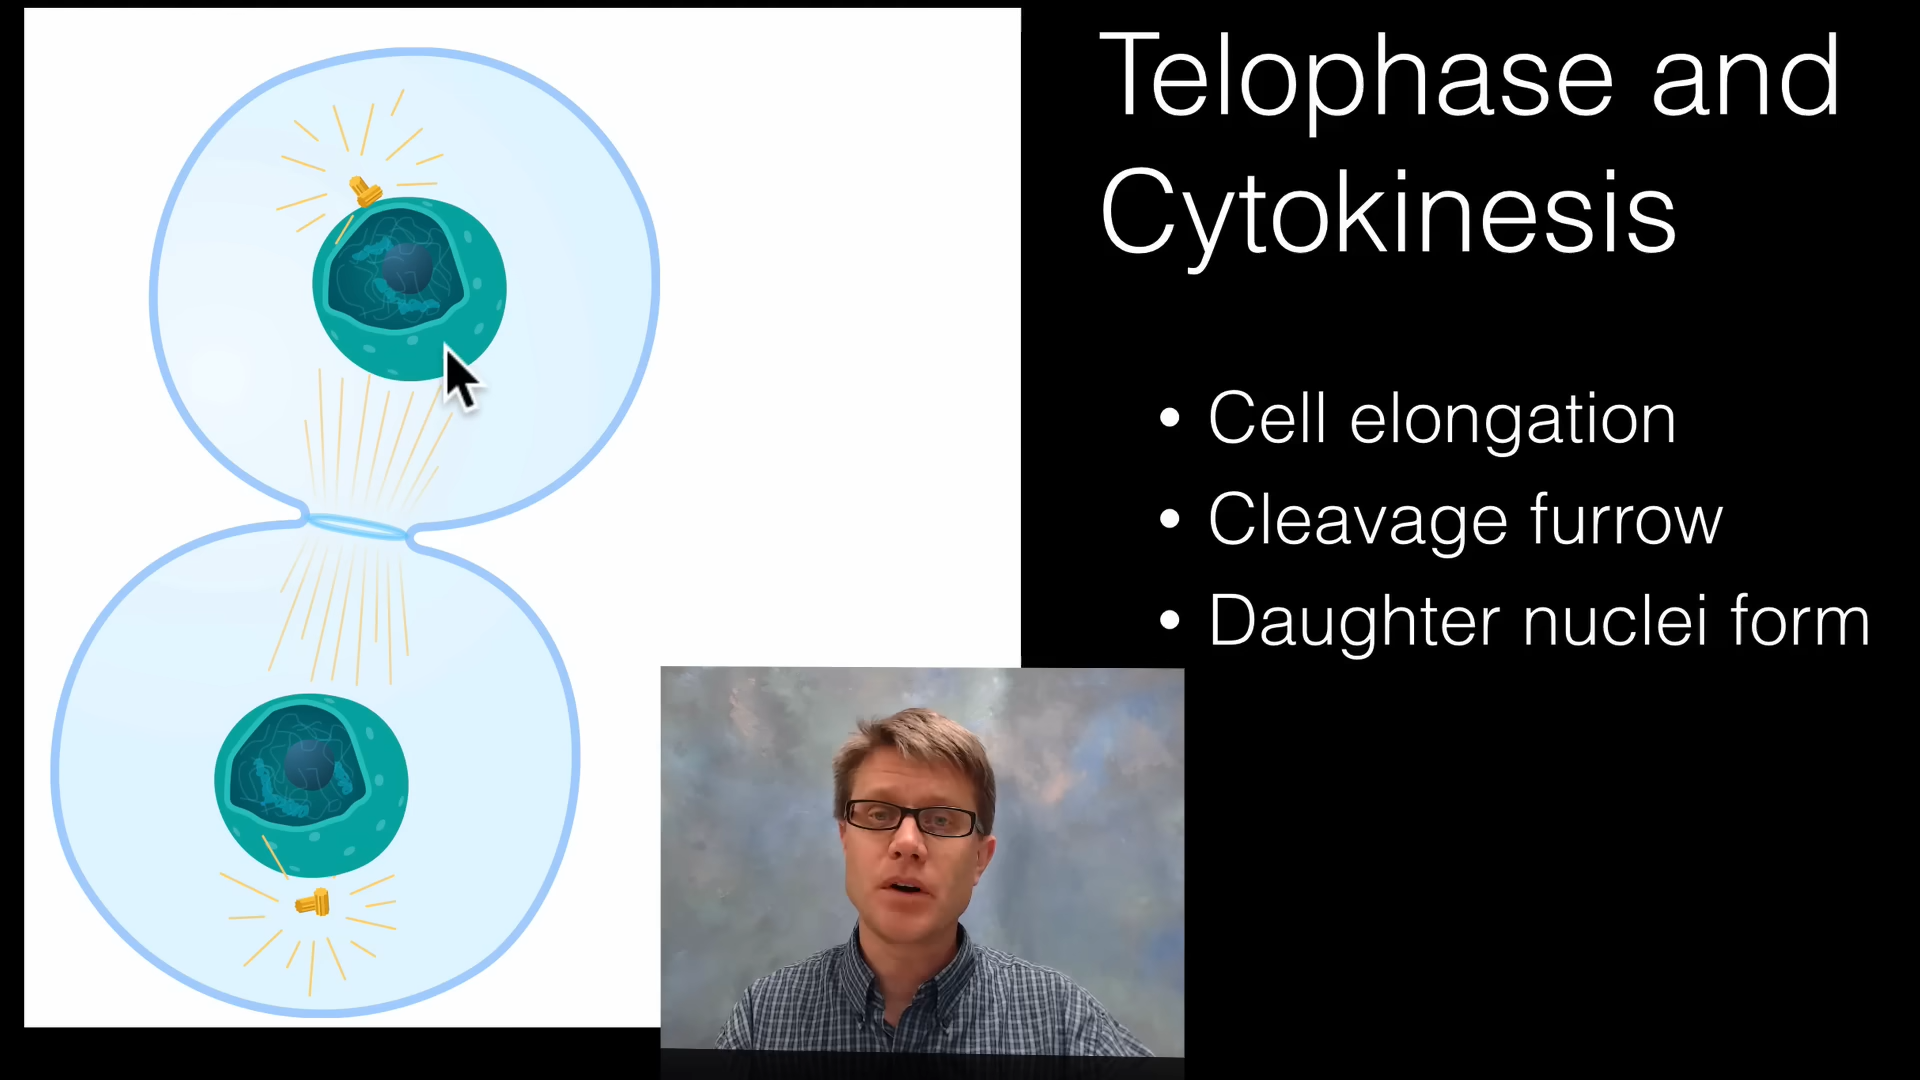 Telophase and
Cytokinesis
• Cell elongation
• Cleavage furrow
• Daughter nuclei form